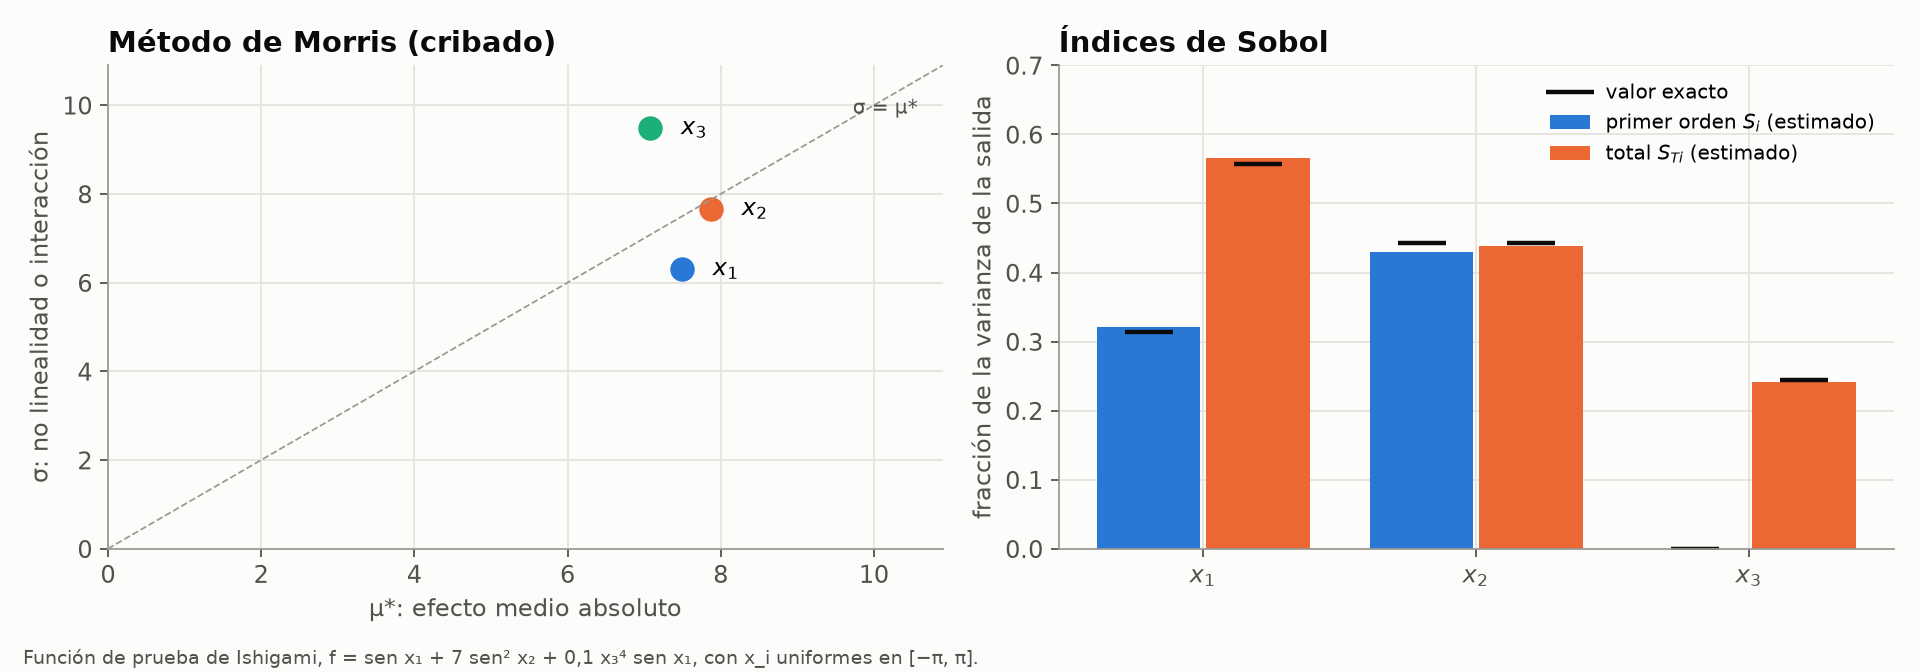 Método de Morris (cribado)
σ: no linealidad o interacción
10
8
6
4
2
0
σ = μ*
x₃
x₂
x₁
0 2 4 6 8 10
μ*: efecto medio absoluto
Índices de Sobol
fracción de la varianza de la salida
0.7
0.6
0.5
0.4
0.3
0.2
0.1
0.0
valor exacto
primer orden Sᵢ (estimado)
total S_Ti (estimado)
x₁ x₂ x₃
Función de prueba de Ishigami, f = sen x₁ + 7 sen² x₂ + 0,1 x₃⁴ sen x₁, con x_i uniformes en [−π, π].